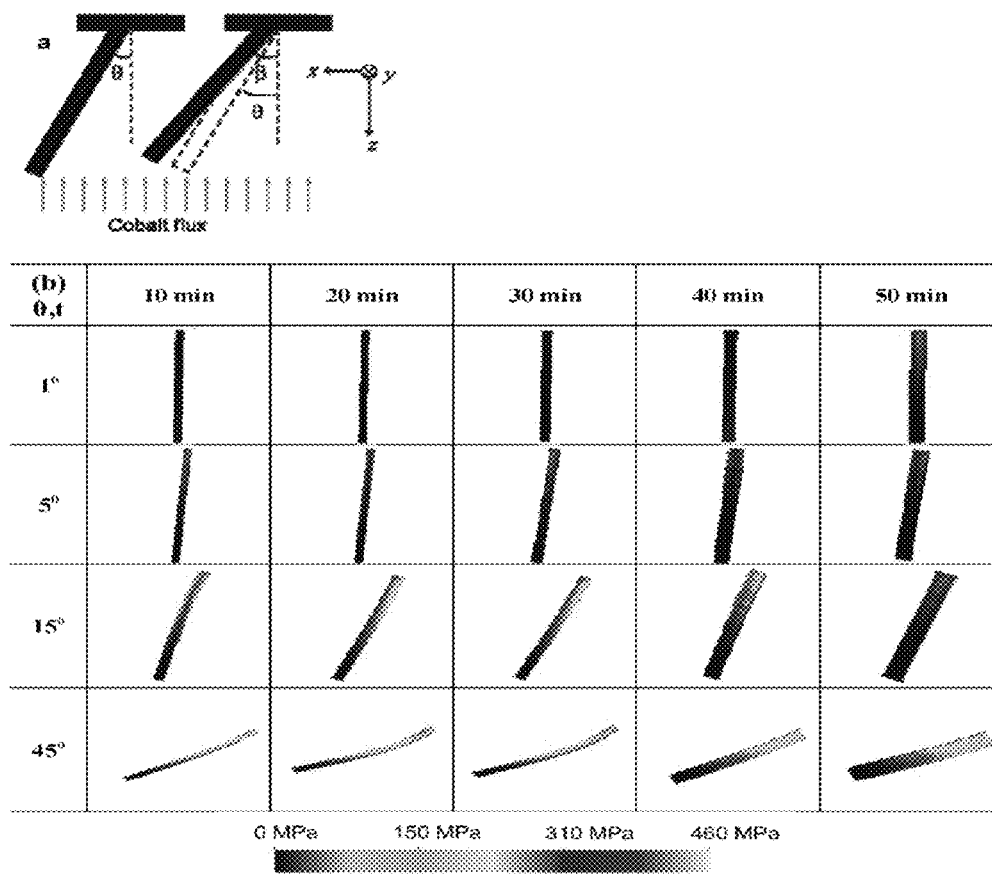 a
θ
β
θ
x
y
z
Cobalt flux
(b)
θ,t
10 min
20 min
30 min
40 min
50 min
1°
5°
15°
45°
0 MPa
150 MPa
310 MPa
460 MPa